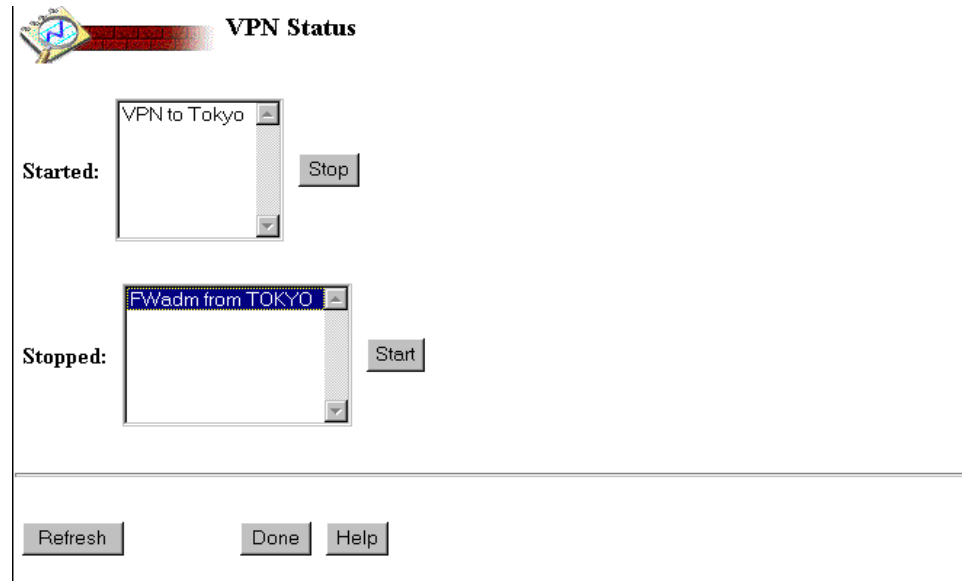 VPN Status
VPN to Tokyo
Started:
Stop
FWadm from TOKYO
Stopped:
Start
Refresh
Done
Help